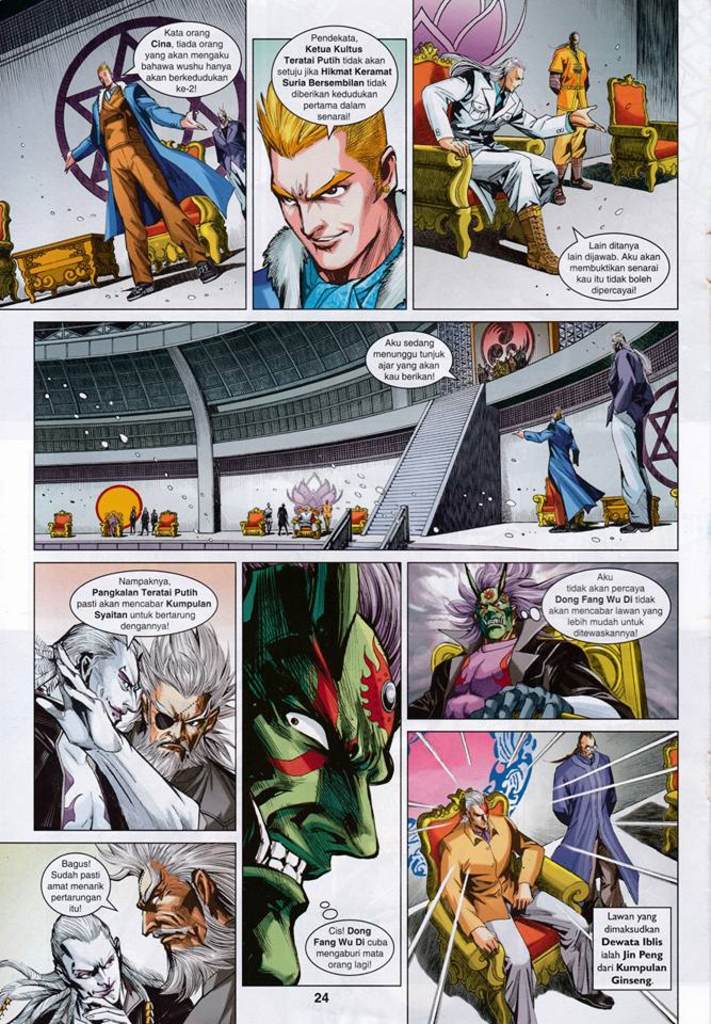 Kata orang
Cina, tiada orang
yang akan mengaku
bahawa wushu hanya
akan berkedudukan
ke-2!
Pendekata,
Ketua Kultus
Teratai Putih tidak akan
setuju jika Hikmat Keramat
Suria Bersembilan tidak
diberikan kedudukan
pertama dalam
senarai!
Lain ditanya
lain dijawab. Aku akan
membuktikan senarai
kau itu tidak boleh
dipercayai!
Aku sedang
menunggu tunjuk
ajar yang akan
kau berikan!
Nampaknya,
Pangkalan Teratai Putih
pasti akan mencabar Kumpulan
Syaitan untuk bertarung
dengannya!
Aku
tidak akan percaya
Dong Fang Wu Di tidak
akan mencabar lawan yang
lebih mudah untuk
ditewaskannya!
Bagus!
Sudah pasti
amat menarik
pertarungan
itu!
Cis! Dong
Fang Wu Di cuba
mengaburi mata
orang lagi!
Lawan yang
dimaksudkan
Dewata Iblis
ialah Jin Peng
dari Kumpulan
Ginseng.
24